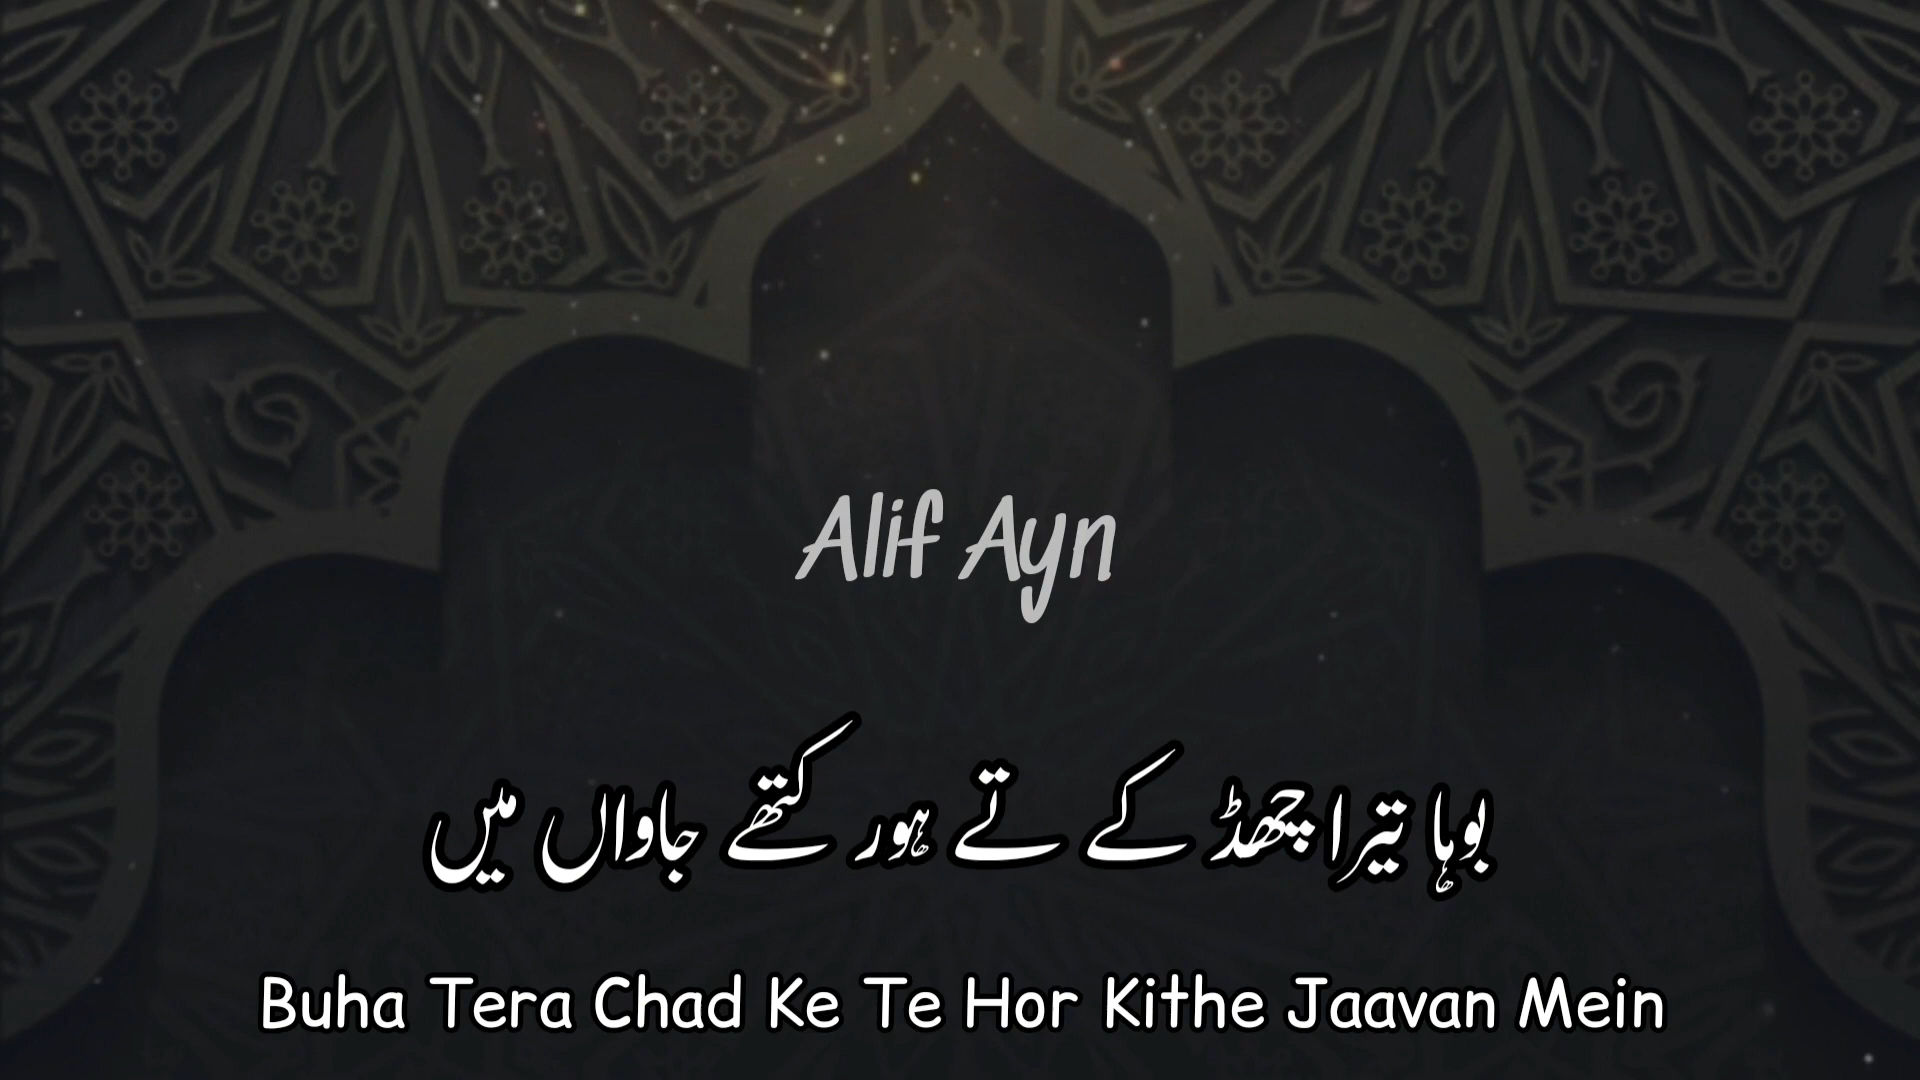 Alif Ayn
بوہا تیرا چھڈ کے تے ہور کتھے جاواں میں
Buha Tera Chad Ke Te Hor Kithe Jaavan Mein